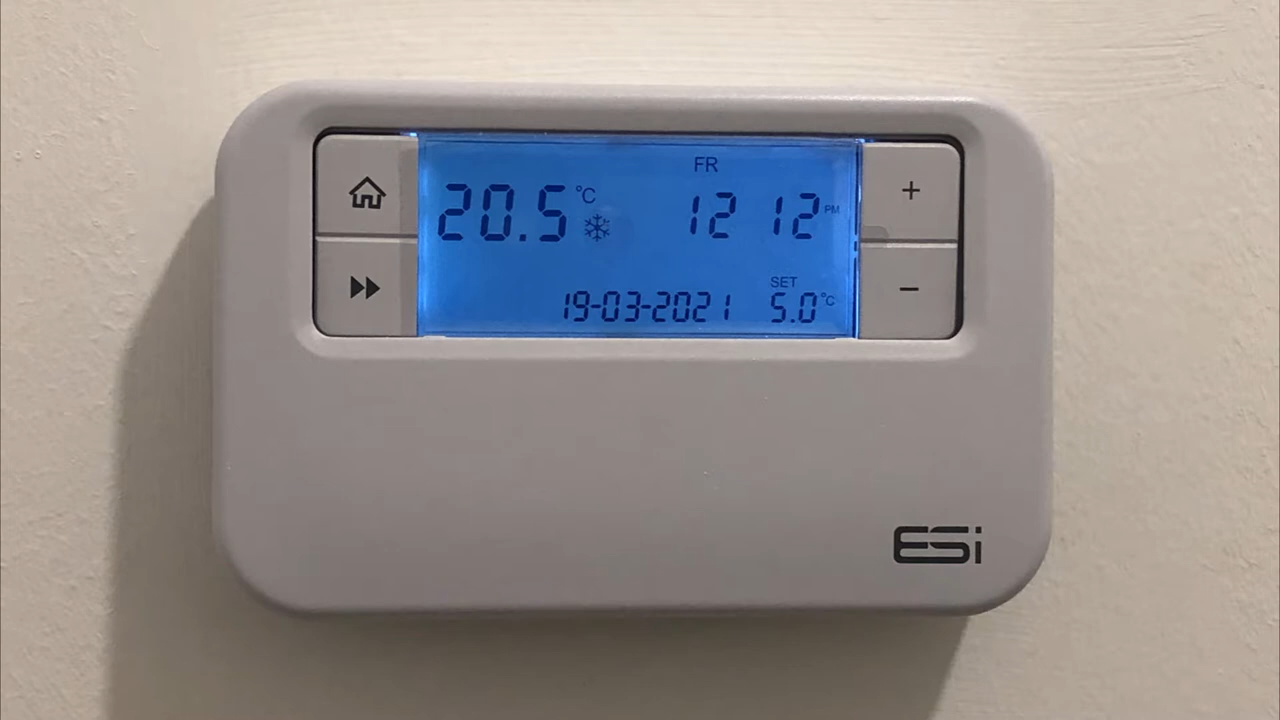 FR
20.5 °C 12 12 PM
SET
19-03-2021 5.0 °C
+
−
ESi